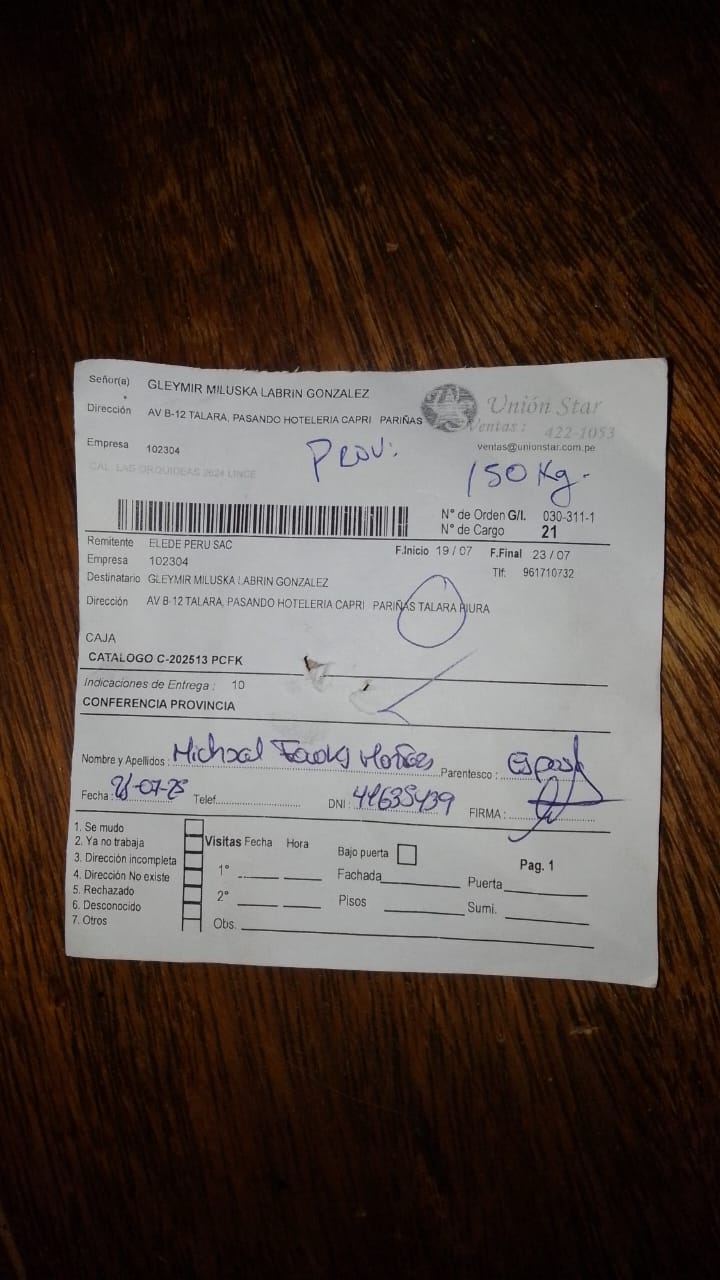 Señor(a) GLEYMIR MILUSKA LABRIN GONZALEZ
Dirección AV B-12 TALARA, PASANDO HOTELERIA CAPRI PARIÑAS
Unión Star
Ventas : 422-1053
ventas@unionstar.com.pe
Empresa 102304
CAL. LAS ORQUIDEAS 2624 LINCE
Prov:
150 Kg.
N° de Orden G/I. 030-311-1
N° de Cargo 21
Remitente ELEDE PERU SAC
F.Inicio 19 / 07 F.Final 23 / 07
Empresa 102304
Tlf: 961710732
Destinatario GLEYMIR MILUSKA LABRIN GONZALEZ
Dirección AV B-12 TALARA, PASANDO HOTELERIA CAPRI PARIÑAS TALARA PIURA
CAJA
CATALOGO C-202513 PCFK
Indicaciones de Entrega : 10
CONFERENCIA PROVINCIA
Nombre y Apellidos : Parentesco :
Fecha : Telef. DNI : FIRMA :
1. Se mudo
2. Ya no trabaja
3. Dirección incompleta
4. Dirección No existe
5. Rechazado
6. Desconocido
7. Otros
Visitas Fecha Hora Bajo puerta Pag. 1
1° Fachada Puerta
2° Pisos Sumi.
Obs.